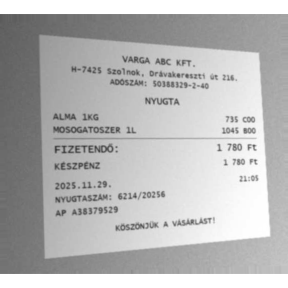 VARGA ABC KFT.
H-7425 Szolnok, Drávakereszti út 216.
ADÓSZÁM: 50388329-2-40
NYUGTA
ALMA 1KG 735 C00
MOSOGATOSZER 1L 1045 B00
FIZETENDŐ: 1 780 Ft
KÉSZPÉNZ 1 780 Ft
2025.11.29. 21:05
NYUGTASZÁM: 6214/20256
AP A38379529
KÖSZÖNJÜK A VÁSÁRLÁST!